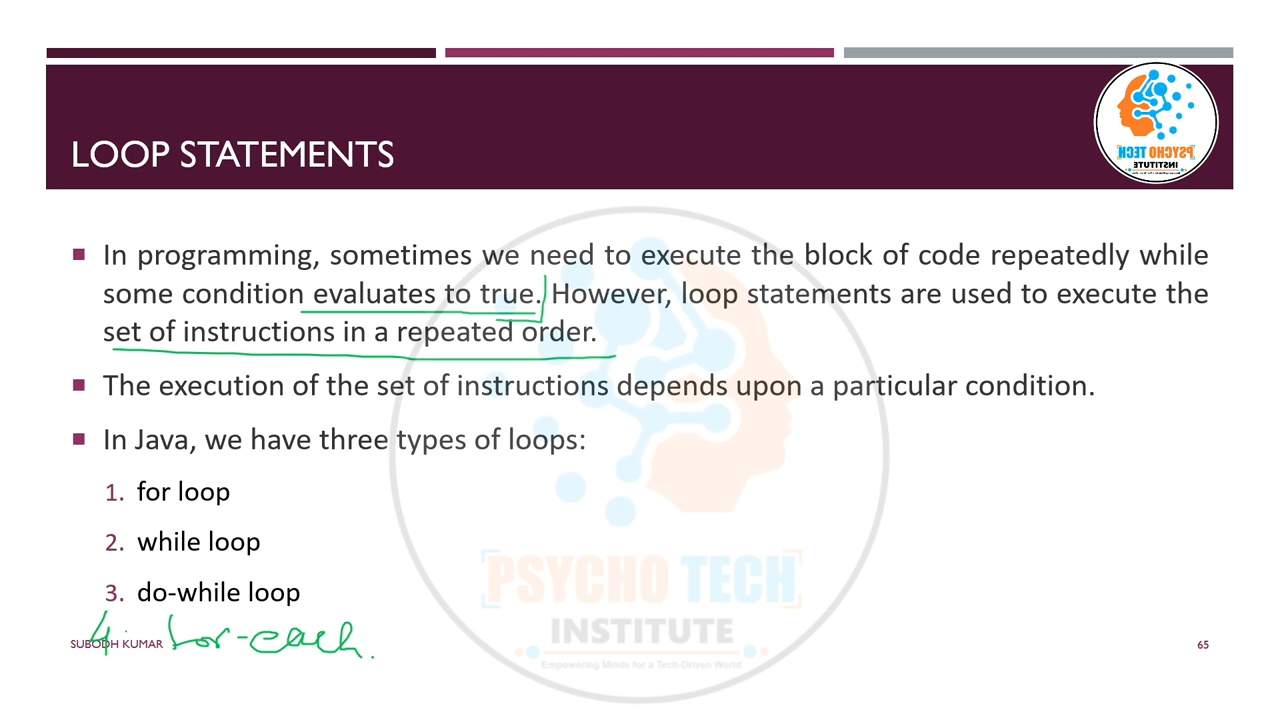 LOOP STATEMENTS
PSYCHO TECH
INSTITUTE
In programming, sometimes we need to execute the block of code repeatedly while
some condition evaluates to true. However, loop statements are used to execute the
set of instructions in a repeated order.
The execution of the set of instructions depends upon a particular condition.
In Java, we have three types of loops:
1. for loop
2. while loop
3. do-while loop
4. for-each.
PSYCHO TECH
INSTITUTE
Empowering Minds for a Tech-Driven World
SUBODH KUMAR
65